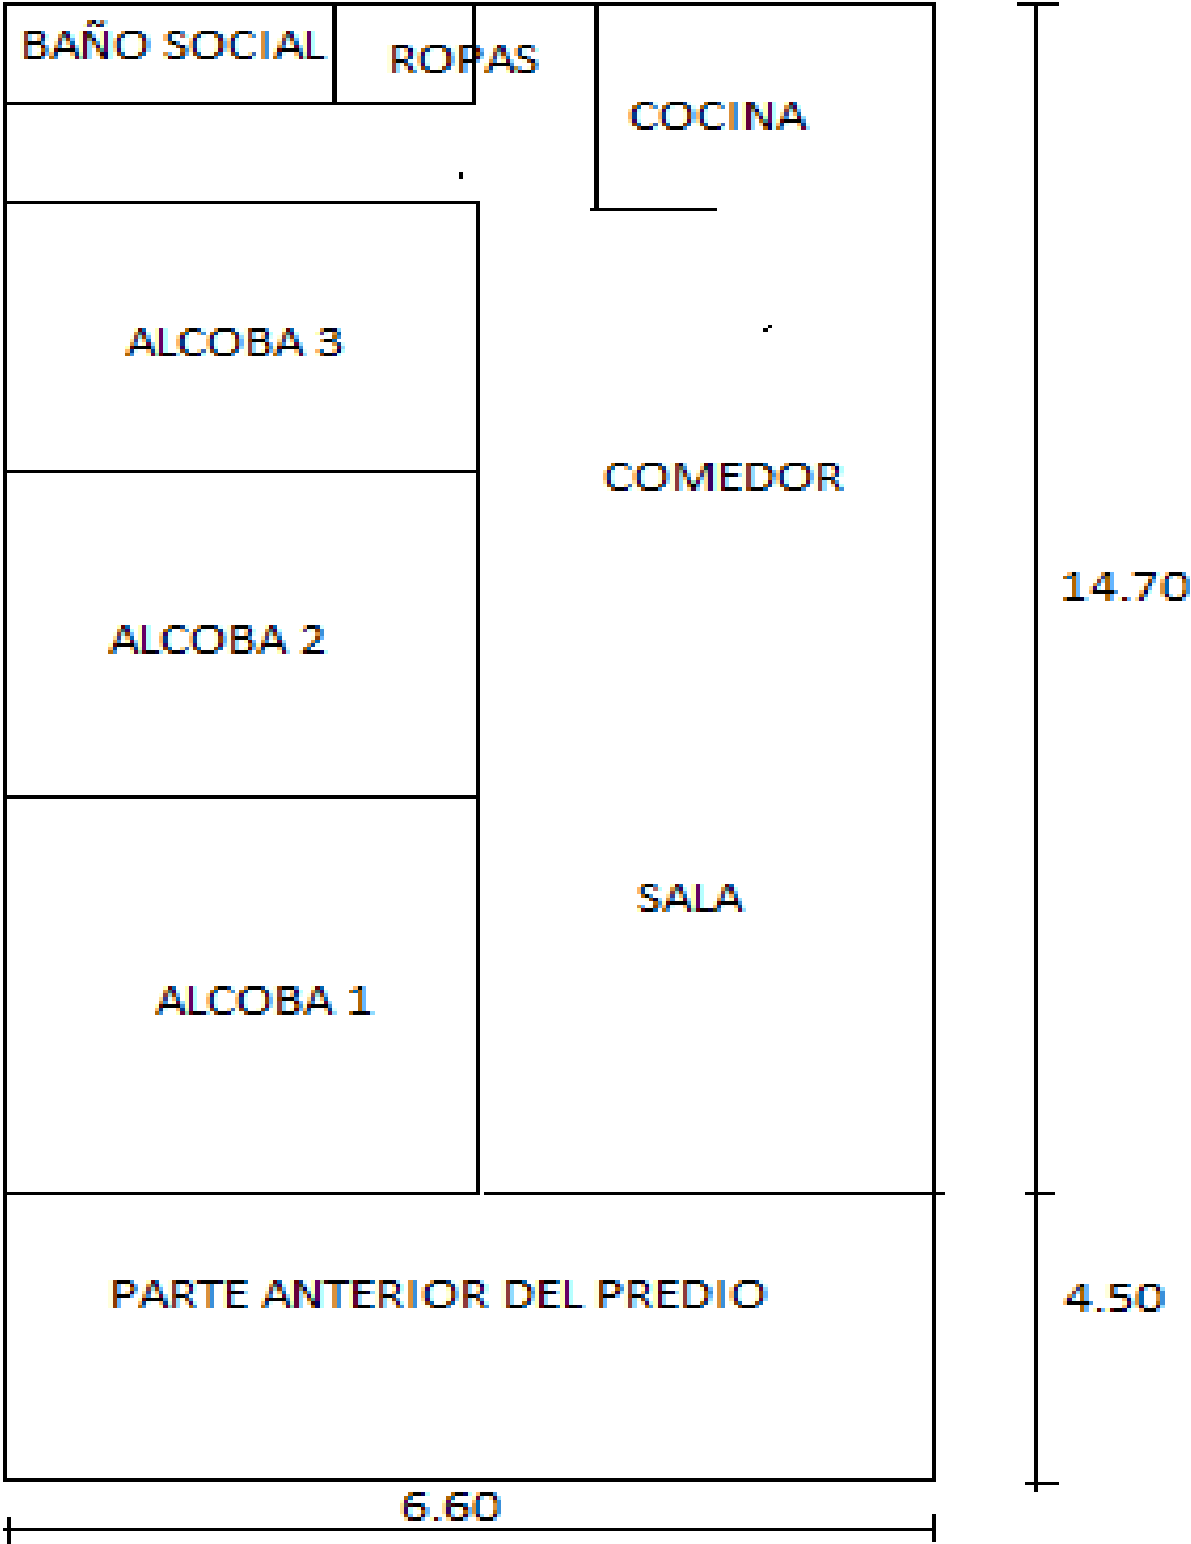 BAÑO SOCIAL
ROPAS
COCINA
ALCOBA 3
COMEDOR
14.70
ALCOBA 2
SALA
ALCOBA 1
PARTE ANTERIOR DEL PREDIO
4.50
6.60